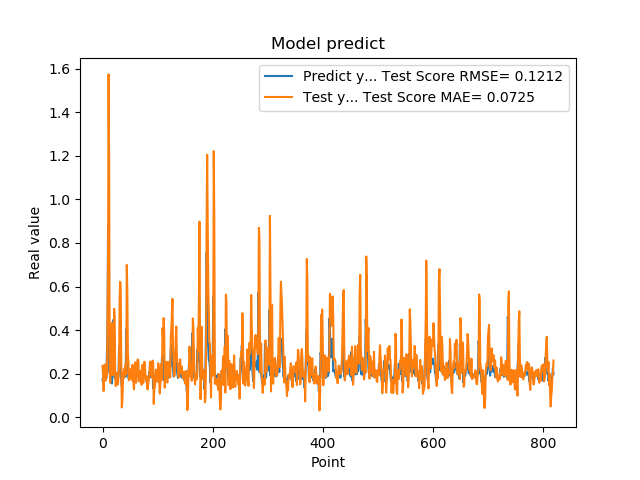 Model predict
Predict y... Test Score RMSE= 0.1212
Test y... Test Score MAE= 0.0725
1.6
1.4
1.2
1.0
0.8
0.6
0.4
0.2
0.0
Real value
0 200 400 600 800
Point